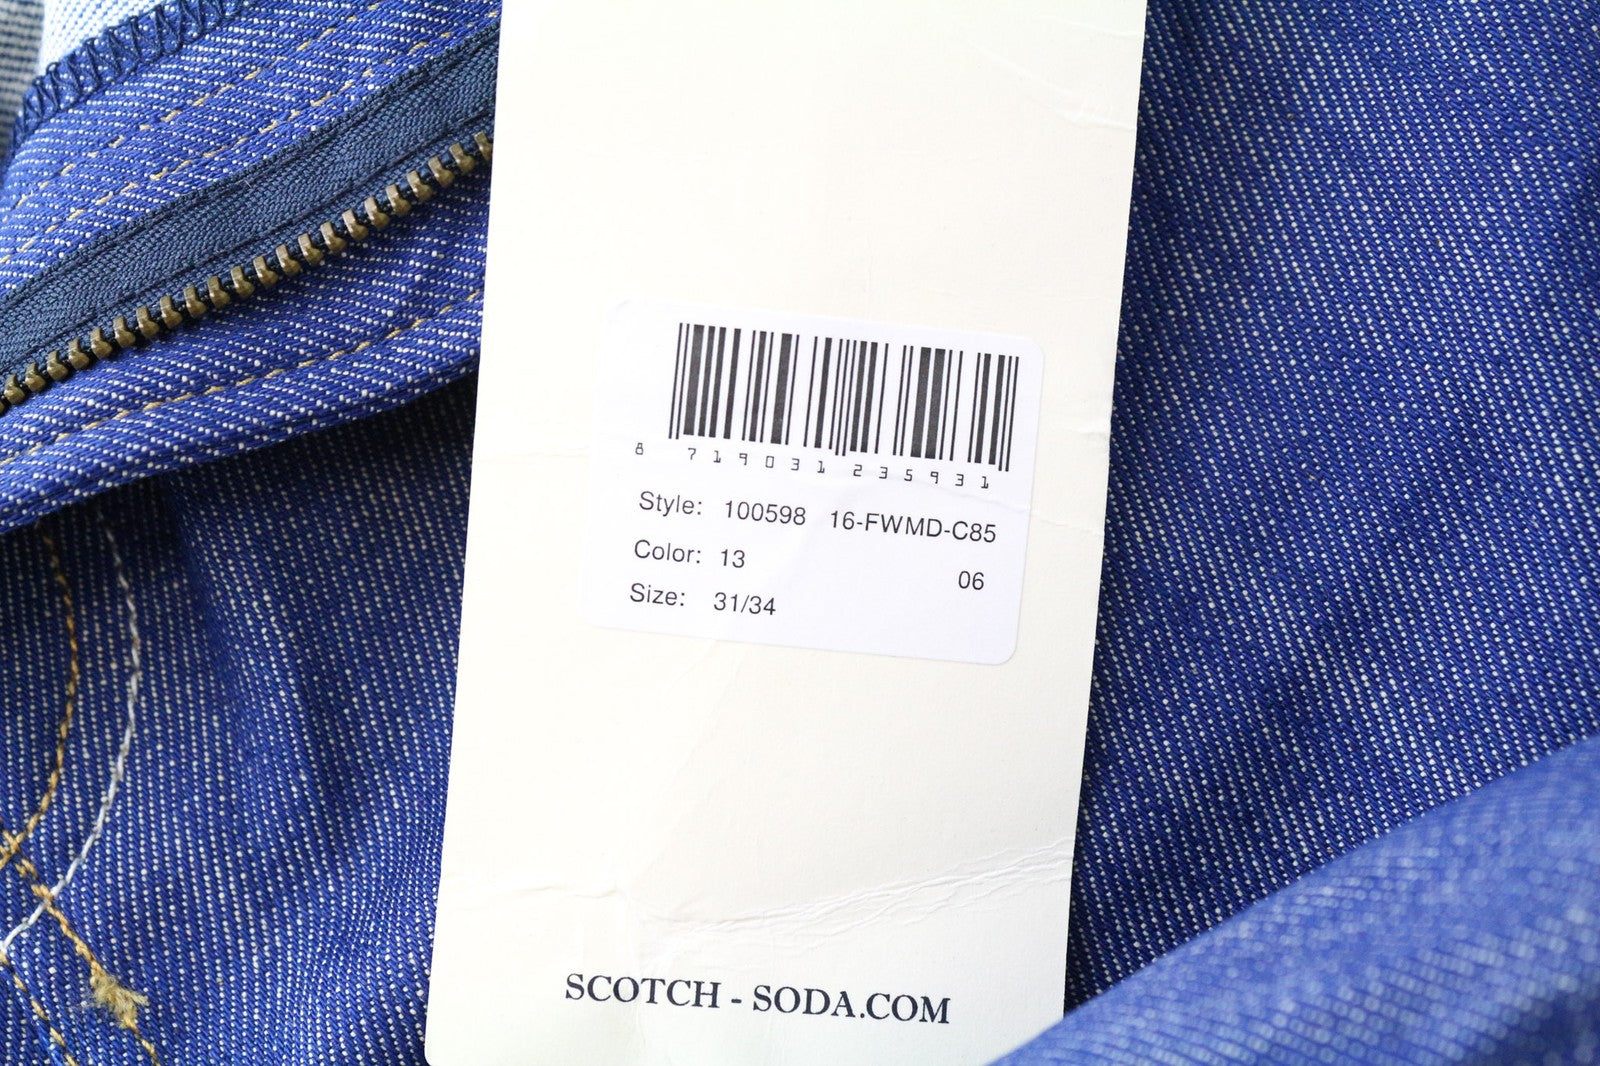 8 719031 235931
Style: 100598 16-FWMD-C85
Color: 13 06
Size: 31/34
SCOTCH - SODA.COM